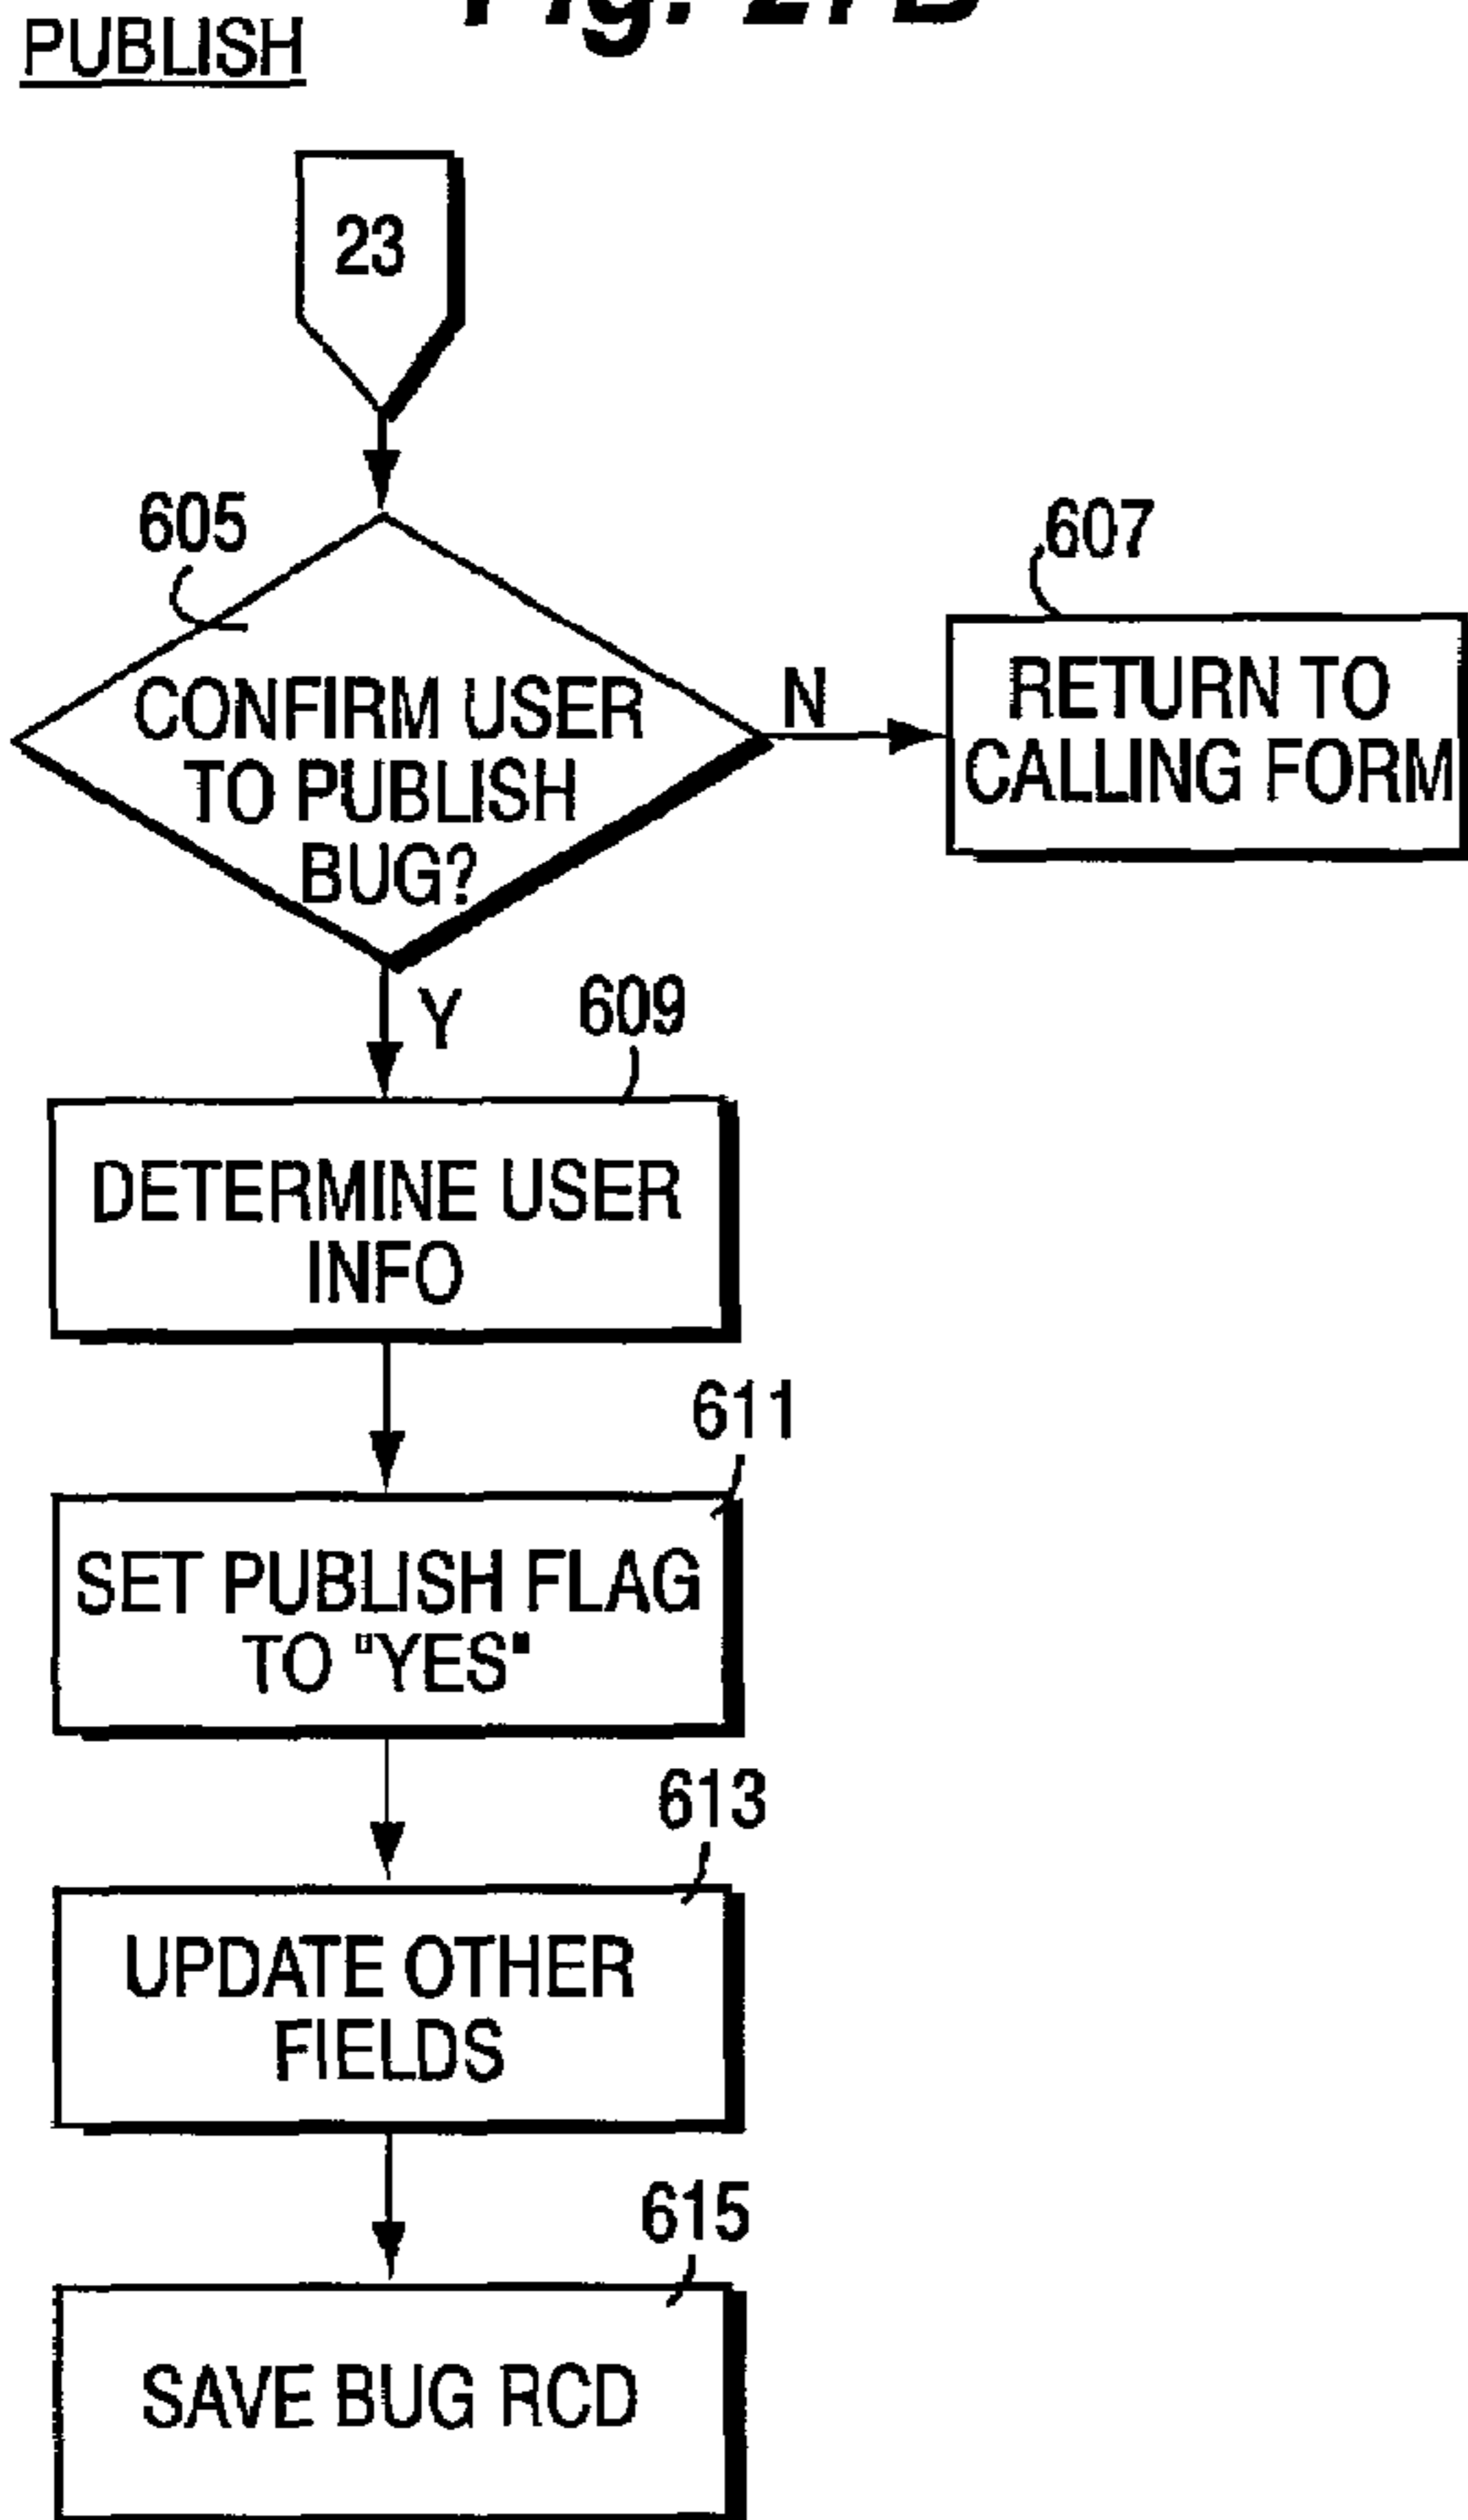 PUBLISH
23
605
607
CONFIRM USER
TO PUBLISH
BUG?
N
RETURN TO
CALLING FORM
Y
609
DETERMINE USER
INFO
611
SET PUBLISH FLAG
TO "YES"
613
UPDATE OTHER
FIELDS
615
SAVE BUG RCD